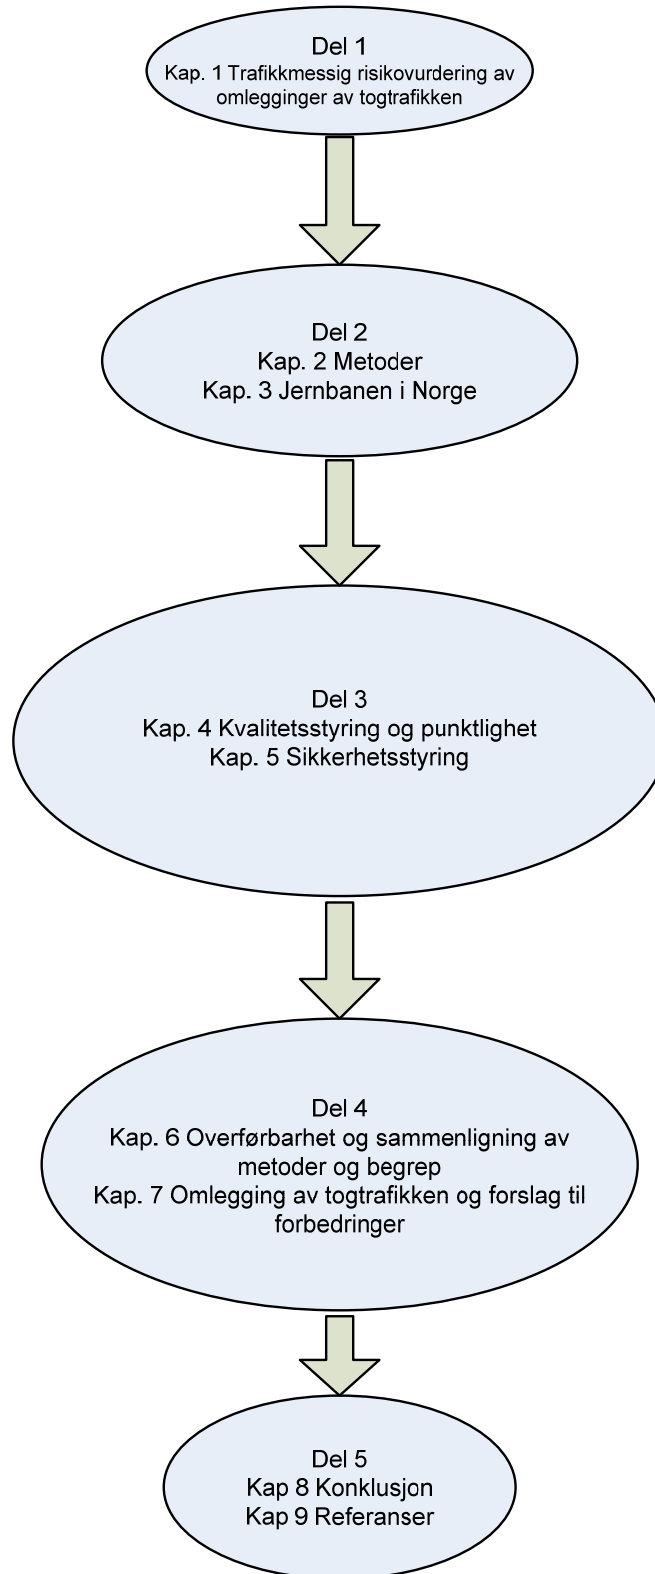 Del 1
Kap. 1 Trafikkmessig risikovurdering av
omlegginger av togtrafikken
Del 2
Kap. 2 Metoder
Kap. 3 Jernbanen i Norge
Del 3
Kap. 4 Kvalitetsstyring og punktlighet
Kap. 5 Sikkerhetsstyring
Del 4
Kap. 6 Overførbarhet og sammenligning av
metoder og begrep
Kap. 7 Omlegging av togtrafikken og forslag til
forbedringer
Del 5
Kap 8 Konklusjon
Kap 9 Referanser